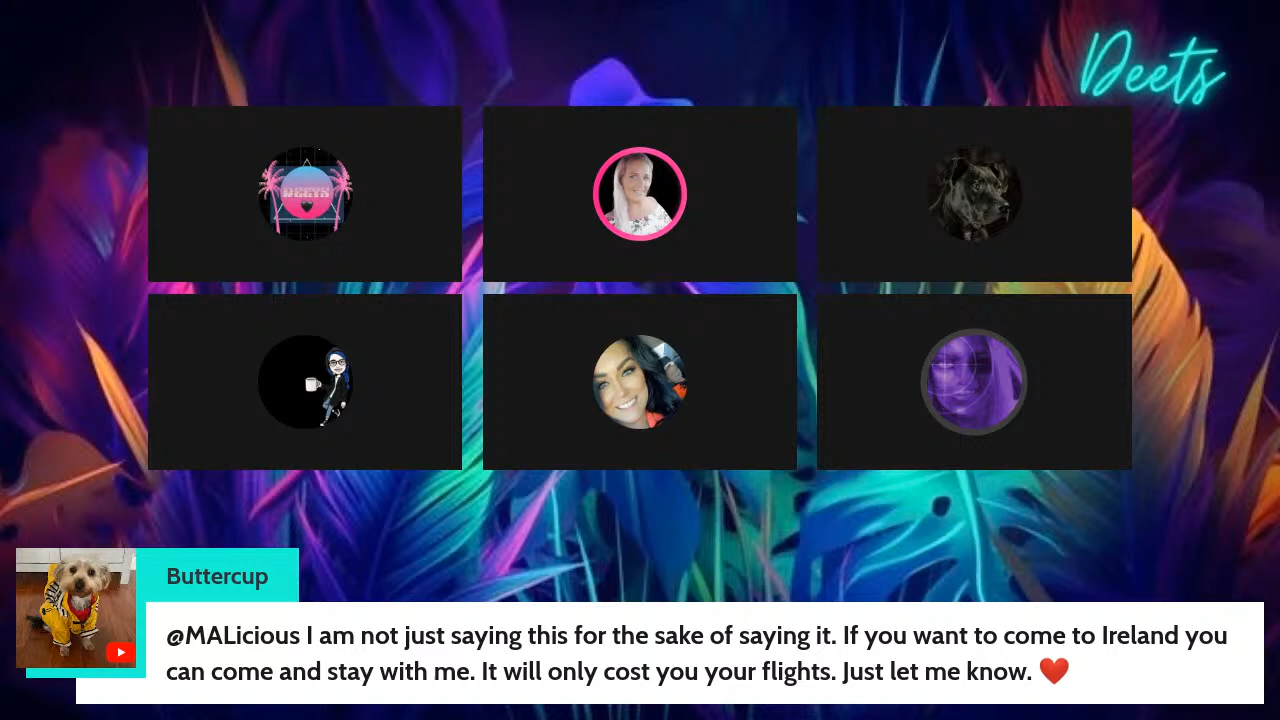 Deets
Buttercup
@MALicious I am not just saying this for the sake of saying it. If you want to come to Ireland you
can come and stay with me. It will only cost you your flights. Just let me know. ❤️